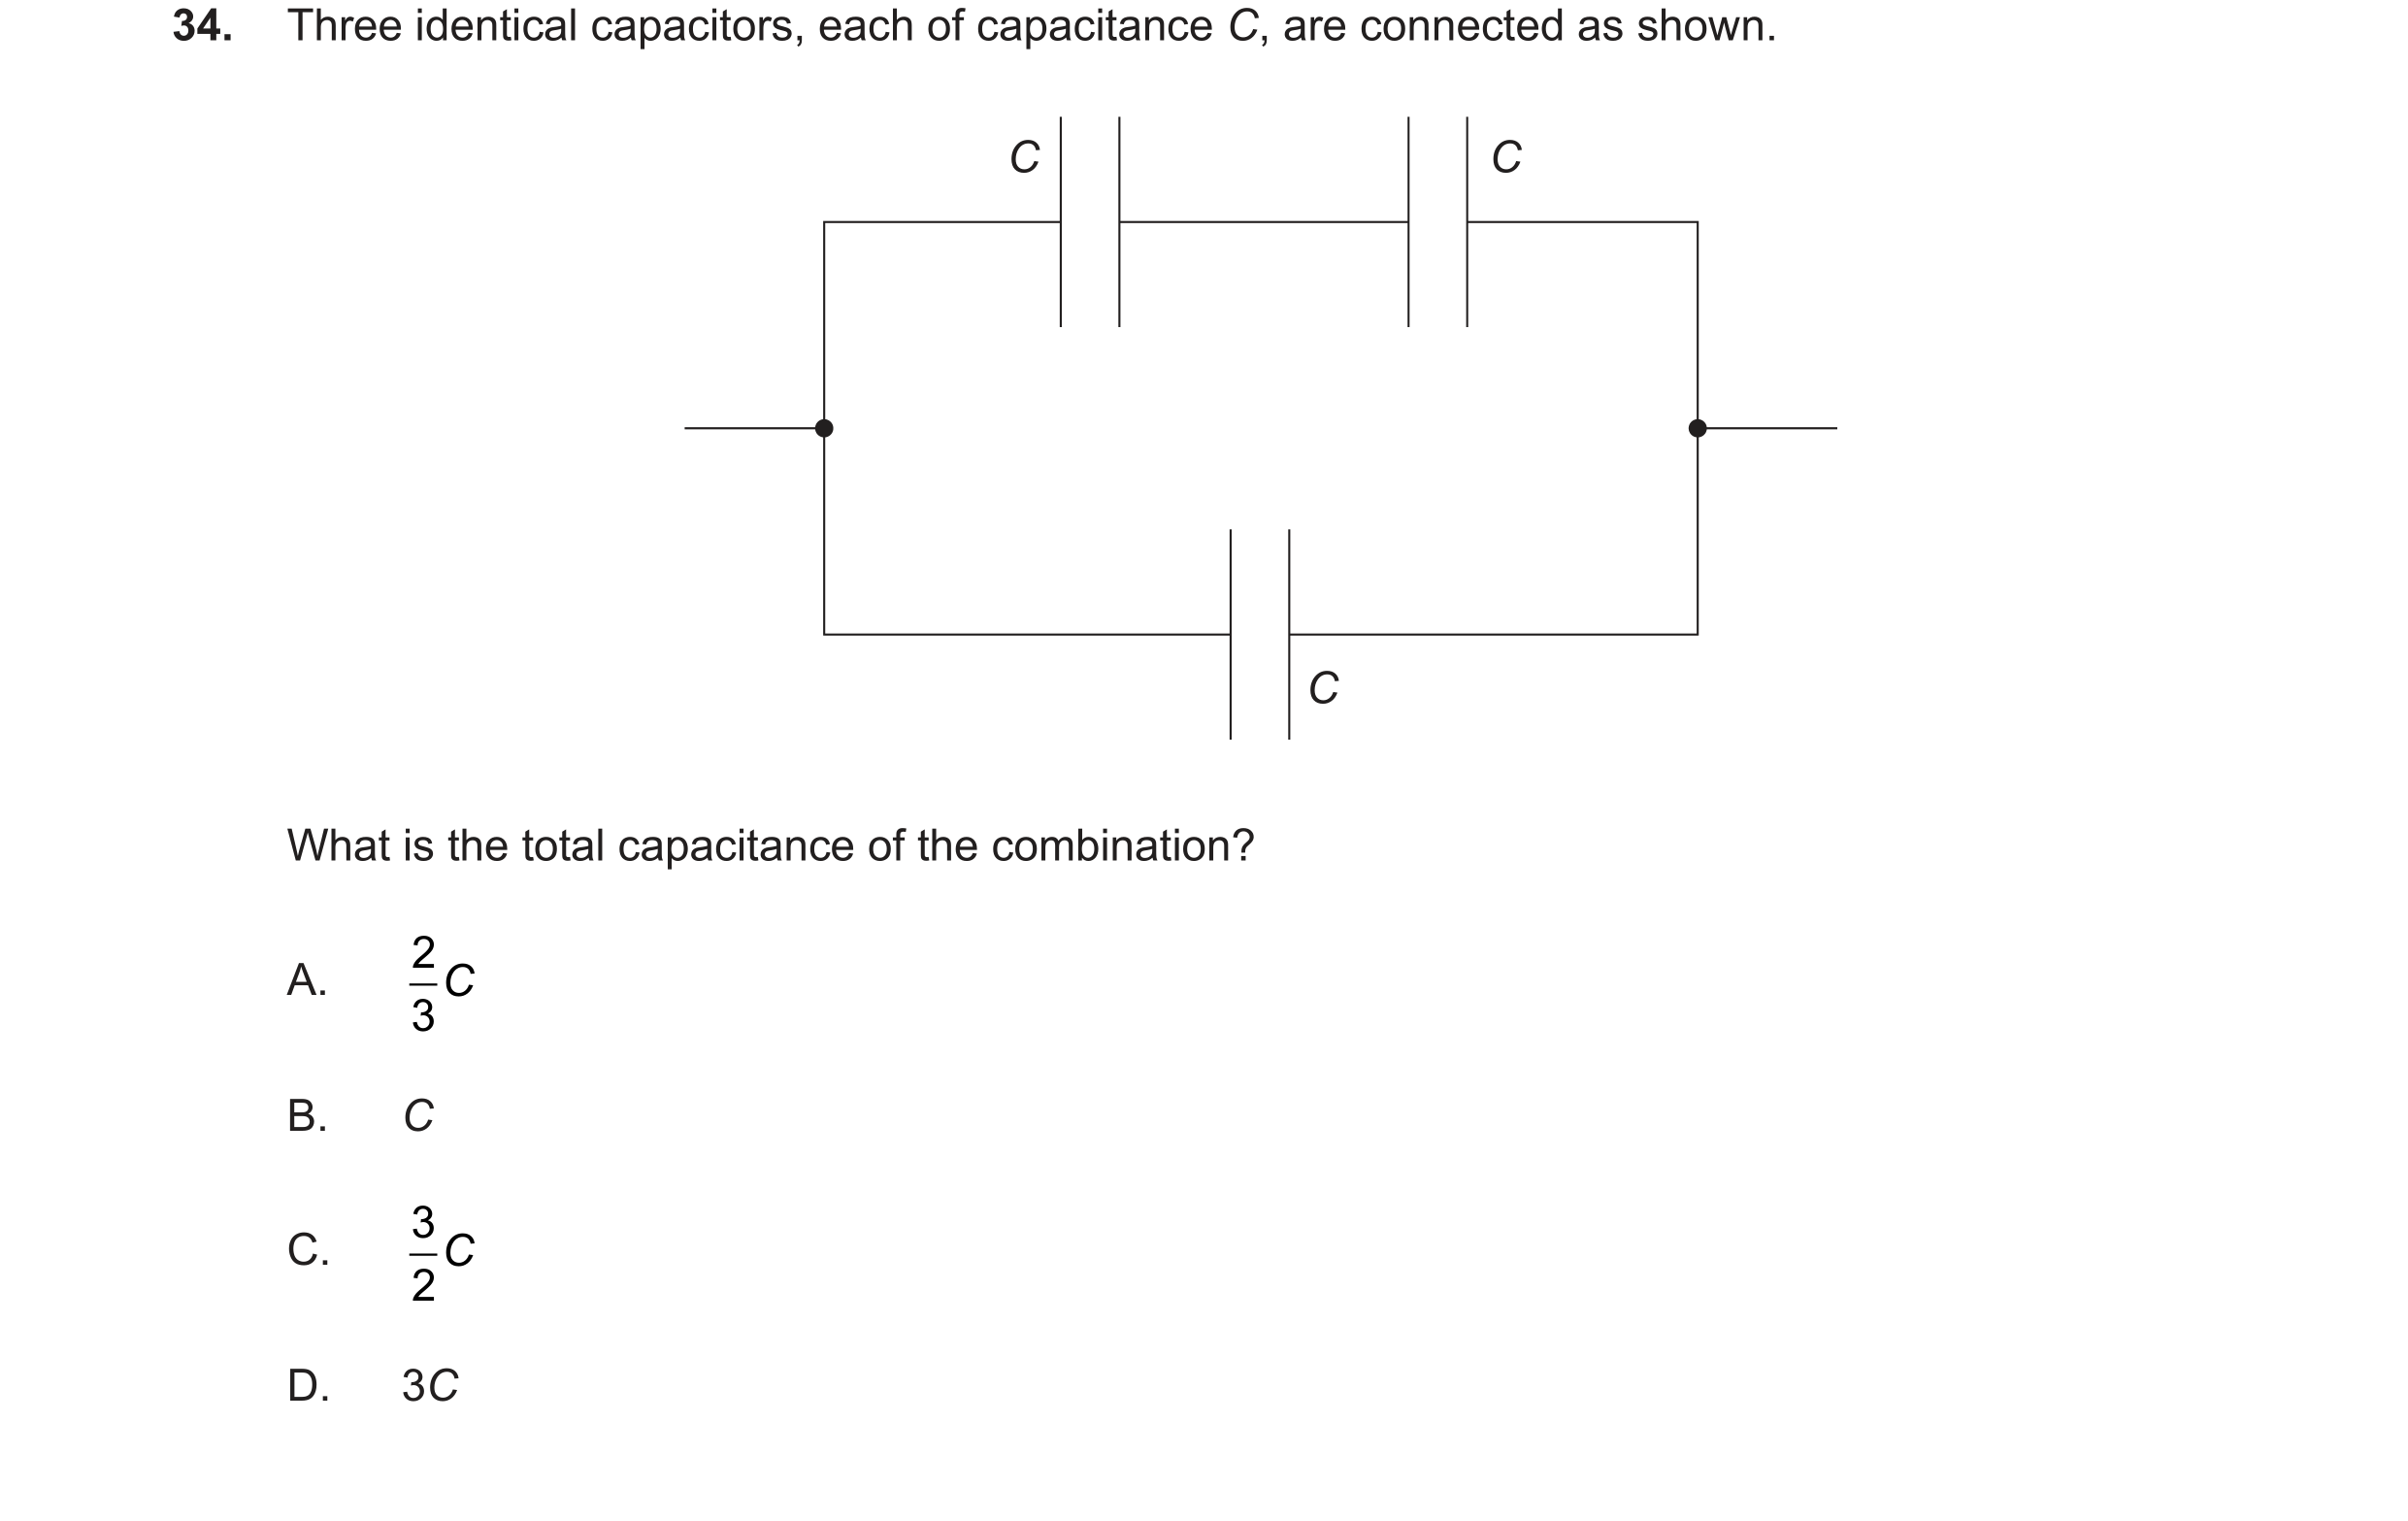 34. Three identical capacitors, each of capacitance C, are connected as shown.
C C
C
What is the total capacitance of the combination?
A. 2/3 C
B. C
C. 3/2 C
D. 3C